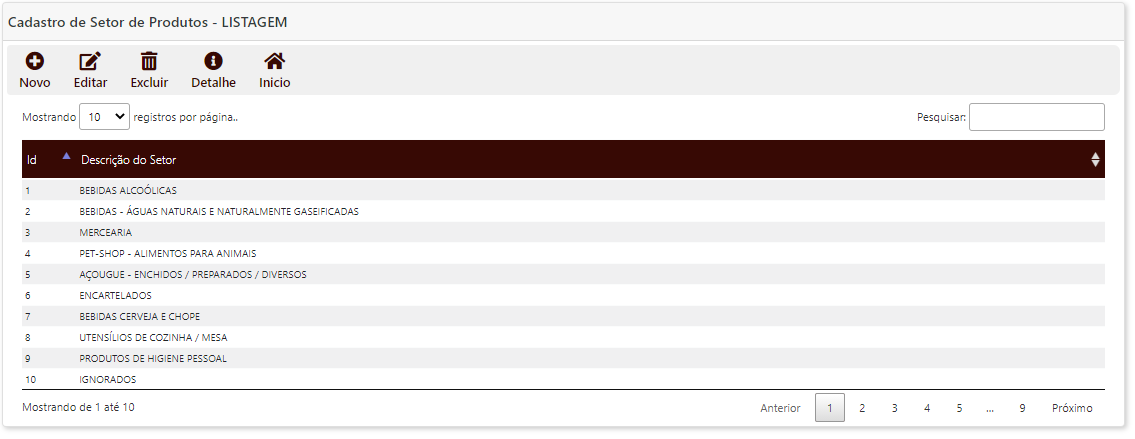 Cadastro de Setor de Produtos - LISTAGEM
Novo Editar Excluir Detalhe Inicio
Mostrando 10 registros por página.. Pesquisar:
Id Descrição do Setor
1 BEBIDAS ALCOÓLICAS
2 BEBIDAS - ÁGUAS NATURAIS E NATURALMENTE GASEIFICADAS
3 MERCEARIA
4 PET-SHOP - ALIMENTOS PARA ANIMAIS
5 AÇOUGUE - ENCHIDOS / PREPARADOS / DIVERSOS
6 ENCARTELADOS
7 BEBIDAS CERVEJA E CHOPE
8 UTENSÍLIOS DE COZINHA / MESA
9 PRODUTOS DE HIGIENE PESSOAL
10 IGNORADOS
Mostrando de 1 até 10 Anterior 1 2 3 4 5 ... 9 Próximo